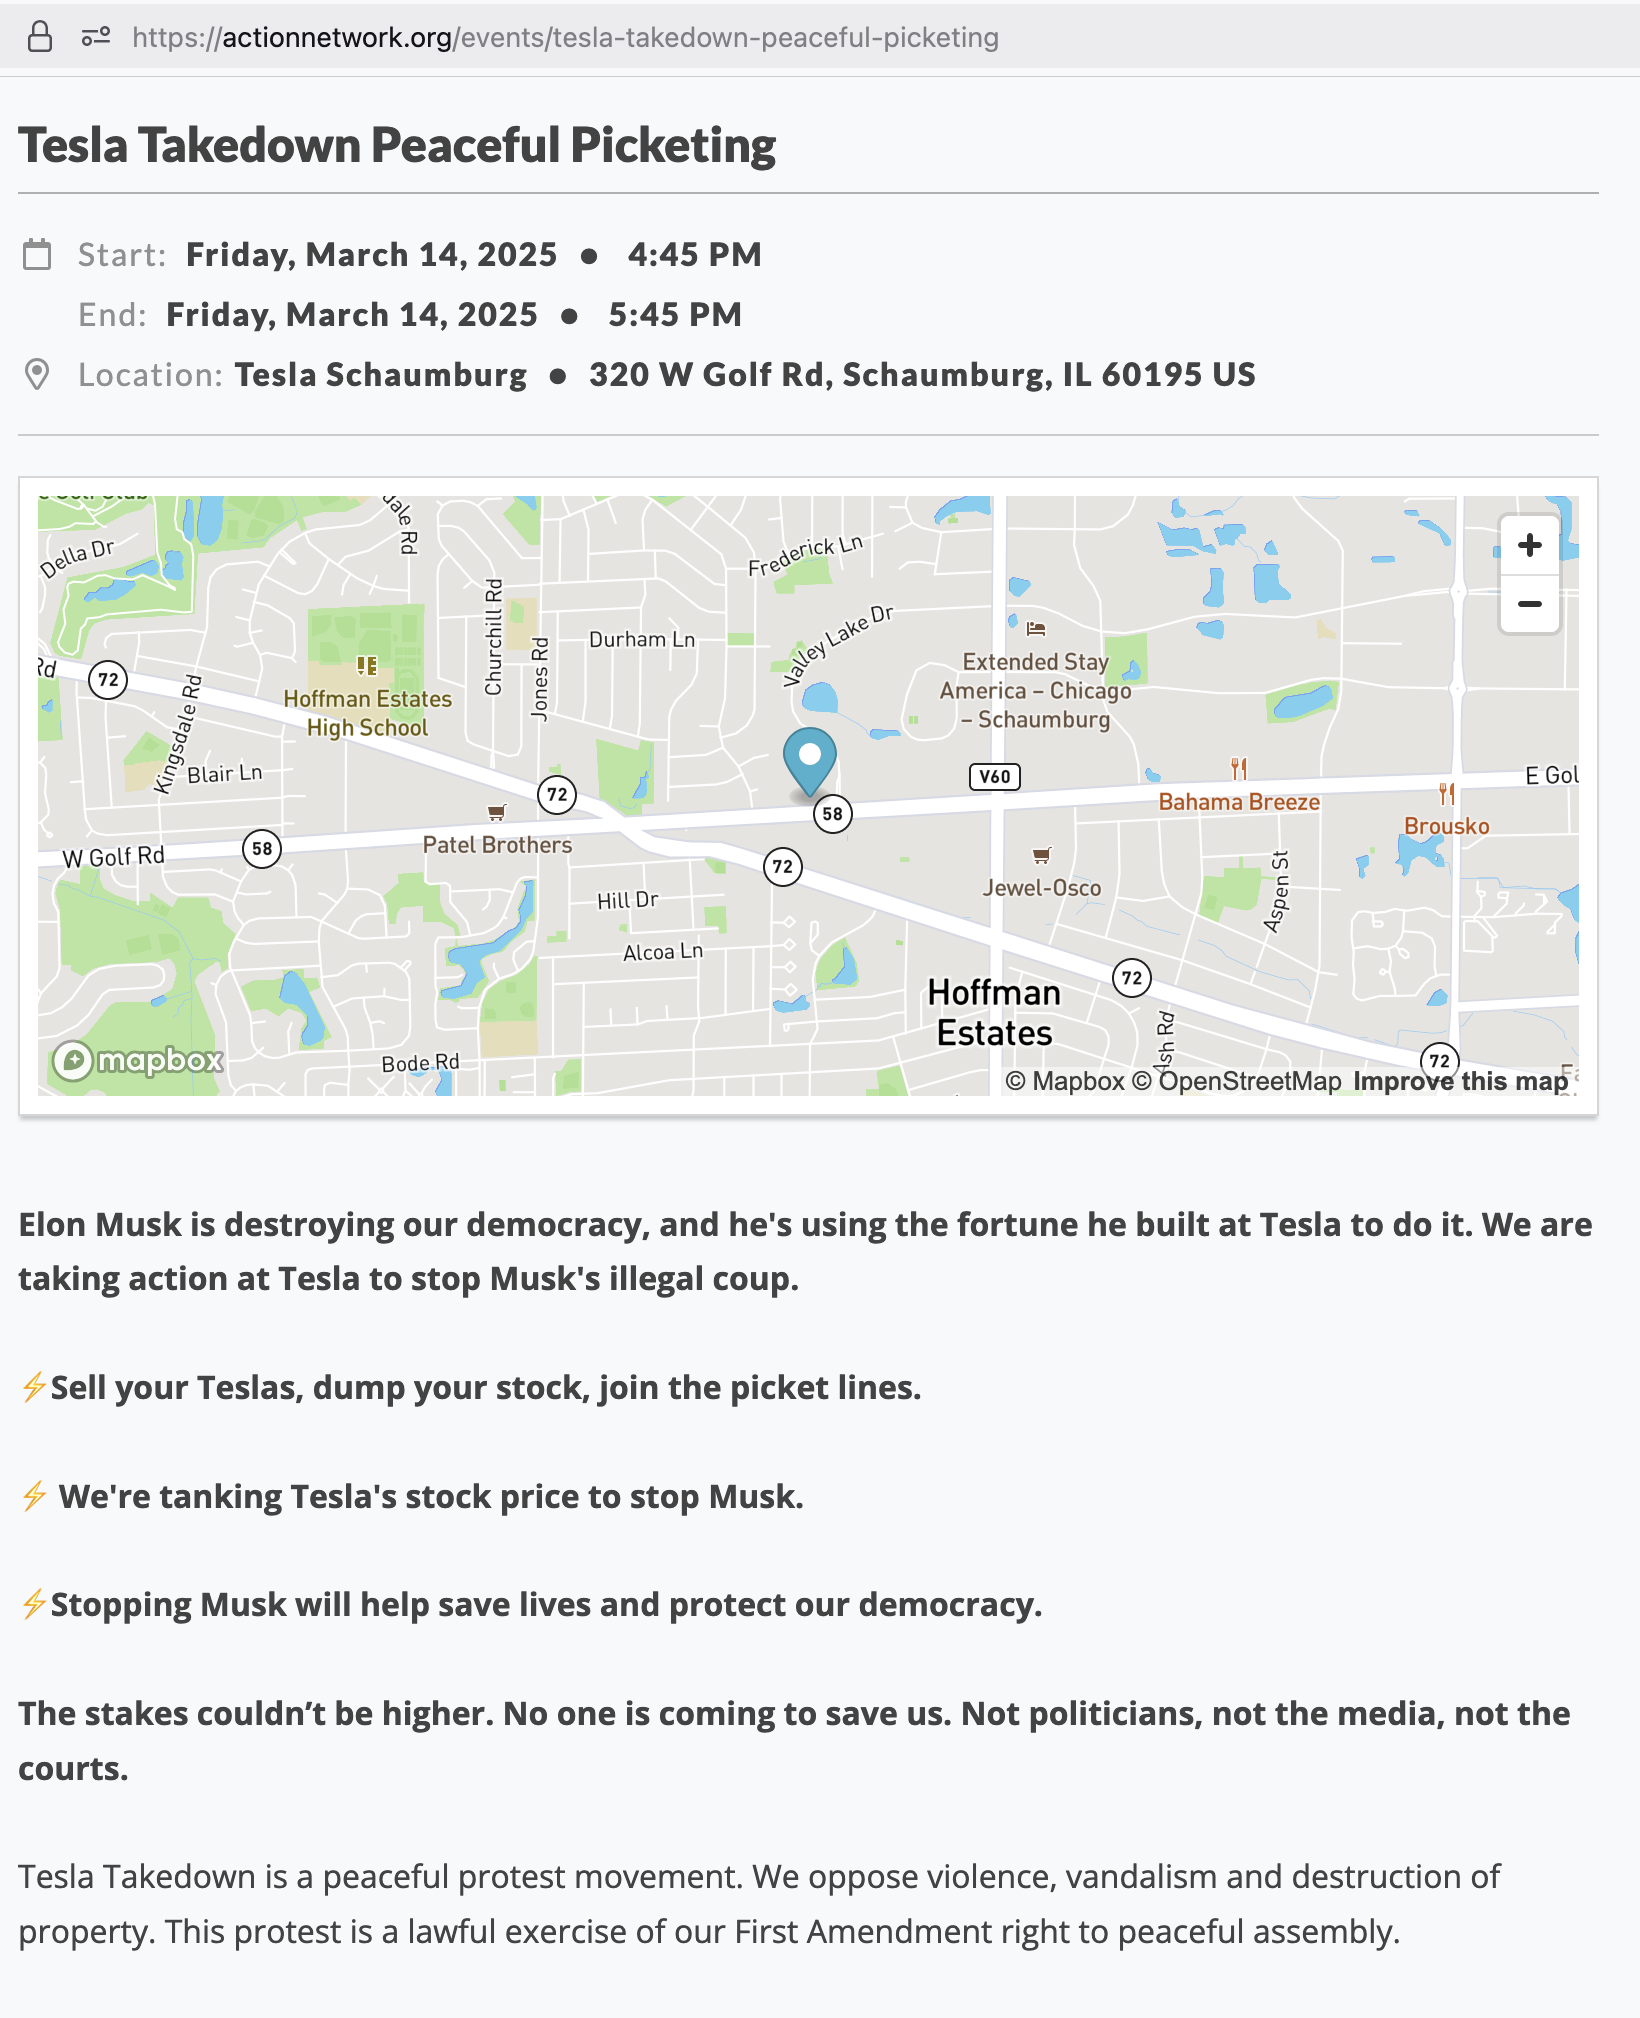 https://actionnetwork.org/events/tesla-takedown-peaceful-picketing
Tesla Takedown Peaceful Picketing
Start: Friday, March 14, 2025 ● 4:45 PM
End: Friday, March 14, 2025 ● 5:45 PM
Location: Tesla Schaumburg ● 320 W Golf Rd, Schaumburg, IL 60195 US
Della Dr
Frederick Ln
+
−
Churchill Rd
Jones Rd
Durham Ln
Valley Lake Dr
Rd
72
Kingsdale Rd
Hoffman Estates
High School
Extended Stay
America – Chicago
– Schaumburg
Blair Ln
72
V60
58
Bahama Breeze
Brousko
Patel Brothers
W Golf Rd
58
72
Jewel-Osco
Aspen St
Hill Dr
Alcoa Ln
Hoffman
Estates
72
Ash Rd
mapbox
Bode Rd
72
© Mapbox © OpenStreetMap Improve this map
Elon Musk is destroying our democracy, and he's using the fortune he built at Tesla to do it. We are
taking action at Tesla to stop Musk's illegal coup.
⚡Sell your Teslas, dump your stock, join the picket lines.
⚡ We're tanking Tesla's stock price to stop Musk.
⚡Stopping Musk will help save lives and protect our democracy.
The stakes couldn’t be higher. No one is coming to save us. Not politicians, not the media, not the
courts.
Tesla Takedown is a peaceful protest movement. We oppose violence, vandalism and destruction of
property. This protest is a lawful exercise of our First Amendment right to peaceful assembly.